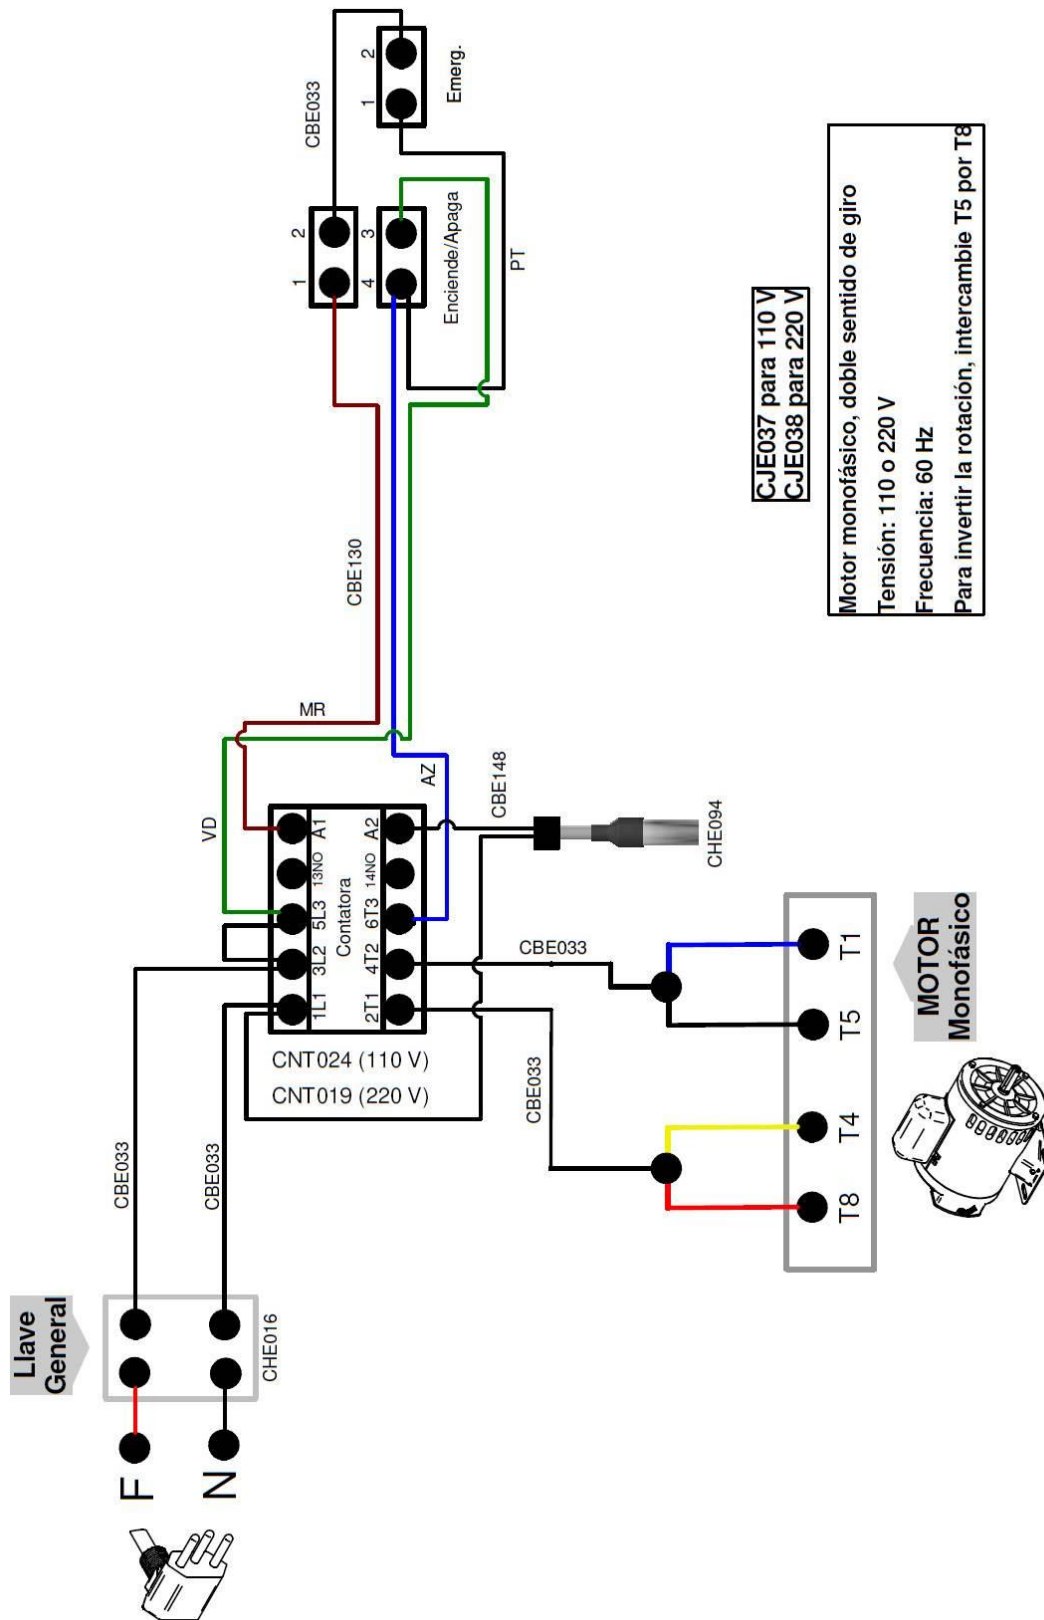 Llave
General
F
N
CHE016
CBE033
CBE033
CNT024 (110 V)
CNT019 (220 V)
1L1
3L2
5L3
13NO
A1
Contatora
2T1
4T2
6T3
14NO
A2
VD
MR
AZ
CBE130
CBE148
CHE094
CBE033
CBE033
1
2
4
3
Enciende/Apaga
CBE033
1
2
Emerg.
PT
T8
T4
T5
T1
MOTOR
Monofásico
CJE037 para 110 V
CJE038 para 220 V
Motor monofásico, doble sentido de giro
Tensión: 110 o 220 V
Frecuencia: 60 Hz
Para invertir la rotación, intercambie T5 por T8